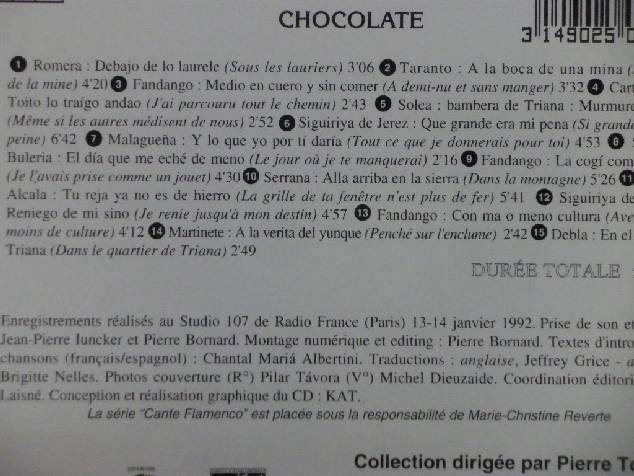 CHOCOLATE
3 149025 0
1 Romera : Debajo de lo laurele (Sous les lauriers) 3'06 2 Taranto : A la boca de una mina (
de la mine) 4'20 3 Fandango : Medio en cuero y sin comer (A demi-nu et sans manger) 3'32 4 Cart
Toito lo traígo andao (J'ai parcouru tout le chemin) 2'43 5 Solea : bambera de Triana : Murmure
(Même si les autres médisent de nous) 2'52 6 Siguiriya de Jerez : Que grande era mi pena (Si grande
peine) 6'42 7 Malagueña : Y lo que yo por tí daría (Tout ce que je donnerais pour toi) 4'53 8
Buleria : El día que me eché de meno (Le jour où je te manquerai) 2'16 9 Fandango : La cogí com
(Je l'avais prise comme un jouet) 4'30 10 Serrana : Alla arriba en la sierra (Dans la montagne) 5'26 11
Alcala : Tu reja ya no es de hierro (La grille de ta fenêtre n'est plus de fer) 5'41 12 Siguiriya de
Reniego de mi sino (Je renie jusqu'à mon destin) 4'57 13 Fandango : Con ma o meno cultura (Ave
moins de culture) 4'12 14 Martinete : A la verita del yunque (Penché sur l'enclume) 2'42 15 Debla : En el
Triana (Dans le quartier de Triana) 2'49
DURÉE TOTALE :
Enregistrements réalisés au Studio 107 de Radio France (Paris) 13-14 janvier 1992. Prise de son et
Jean-Pierre Iuncker et Pierre Bornard. Montage numérique et editing : Pierre Bornard. Textes d'intro
chansons (français/espagnol) : Chantal Mariá Albertini. Traductions : anglaise, Jeffrey Grice - a
Brigitte Nelles. Photos couverture (R°) Pilar Távora (V°) Michel Dieuzaide. Coordination éditori
Laisné. Conception et réalisation graphique du CD : KAT.
La série "Cante Flamenco" est placée sous la responsabilité de Marie-Christine Reverte
Collection dirigée par Pierre To